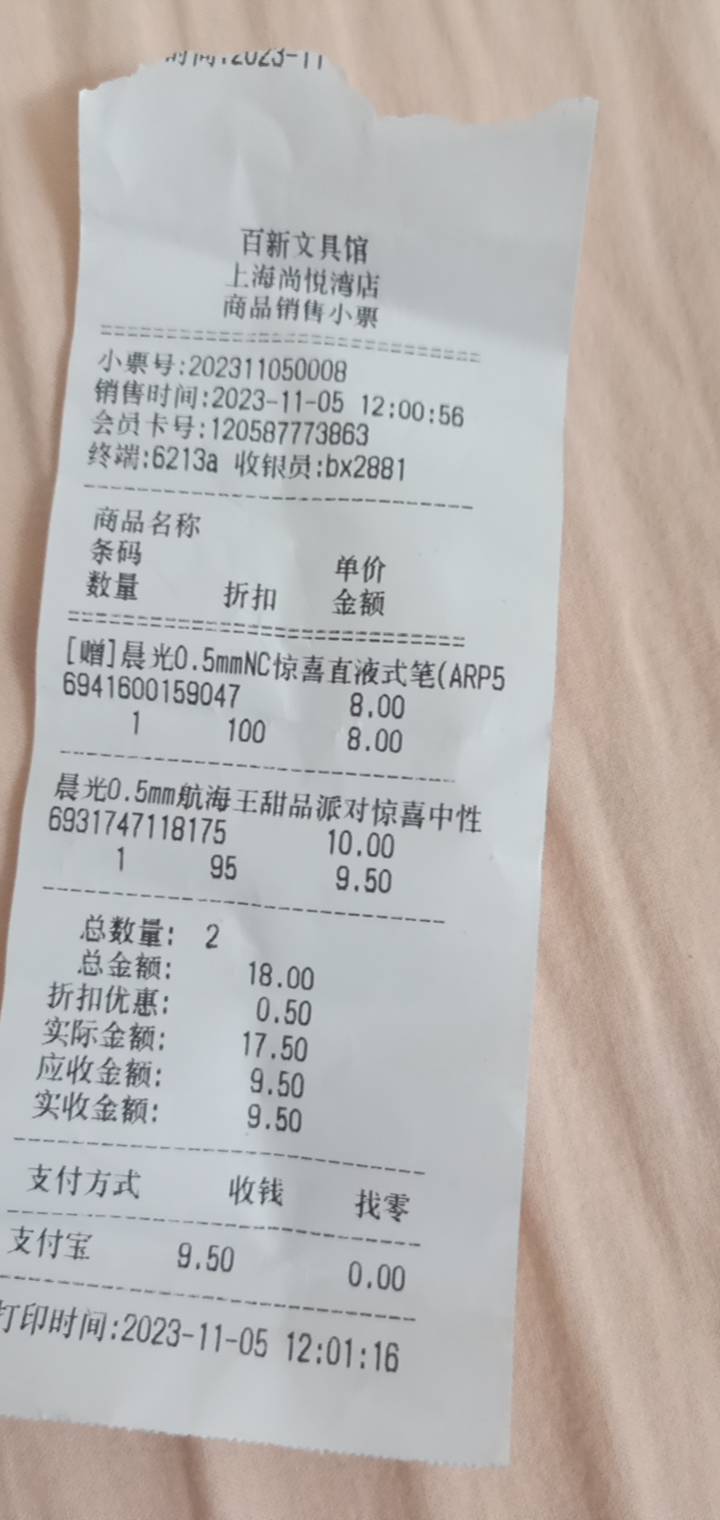 时间:2023-11
百新文具馆
上海尚悦湾店
商品销售小票
小票号:202311050008
销售时间:2023-11-05 12:00:56
会员卡号:120587773863
终端:6213a 收银员:bx2881
商品名称
条码 单价
数量 折扣 金额
[赠]晨光0.5mmNC惊喜直液式笔(ARP5
6941600159047 8.00
1 100 8.00
晨光0.5mm航海王甜品派对惊喜中性
6931747118175 10.00
1 95 9.50
总数量: 2
总金额: 18.00
折扣优惠: 0.50
实际金额: 17.50
应收金额: 9.50
实收金额: 9.50
支付方式 收钱 找零
支付宝 9.50 0.00
打印时间:2023-11-05 12:01:16